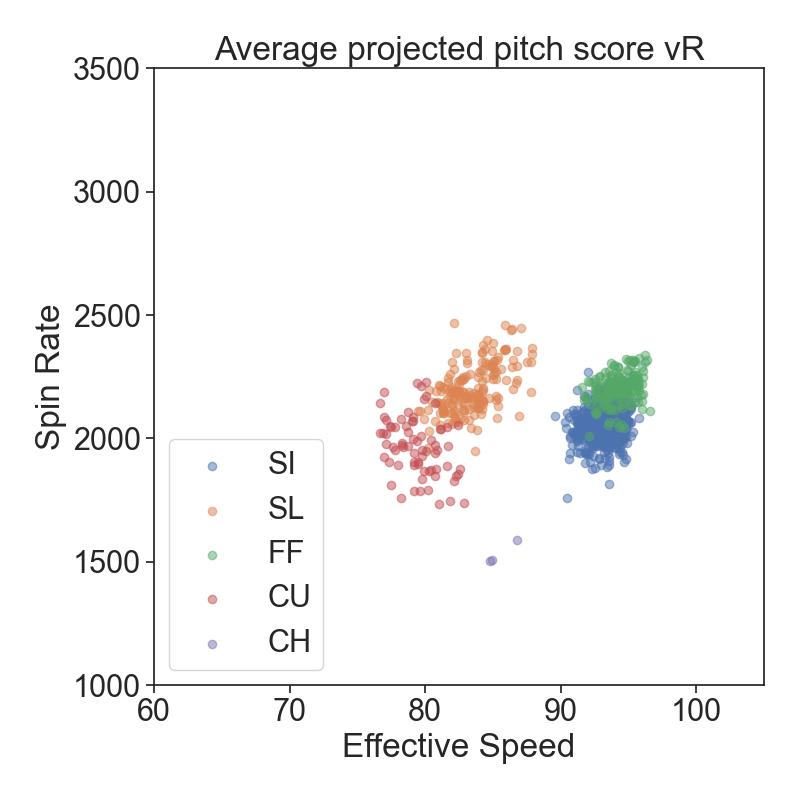 Average projected pitch score vR
3500
3000
2500
2000
1500
1000
Spin Rate
SI
SL
FF
CU
CH
60 70 80 90 100
Effective Speed